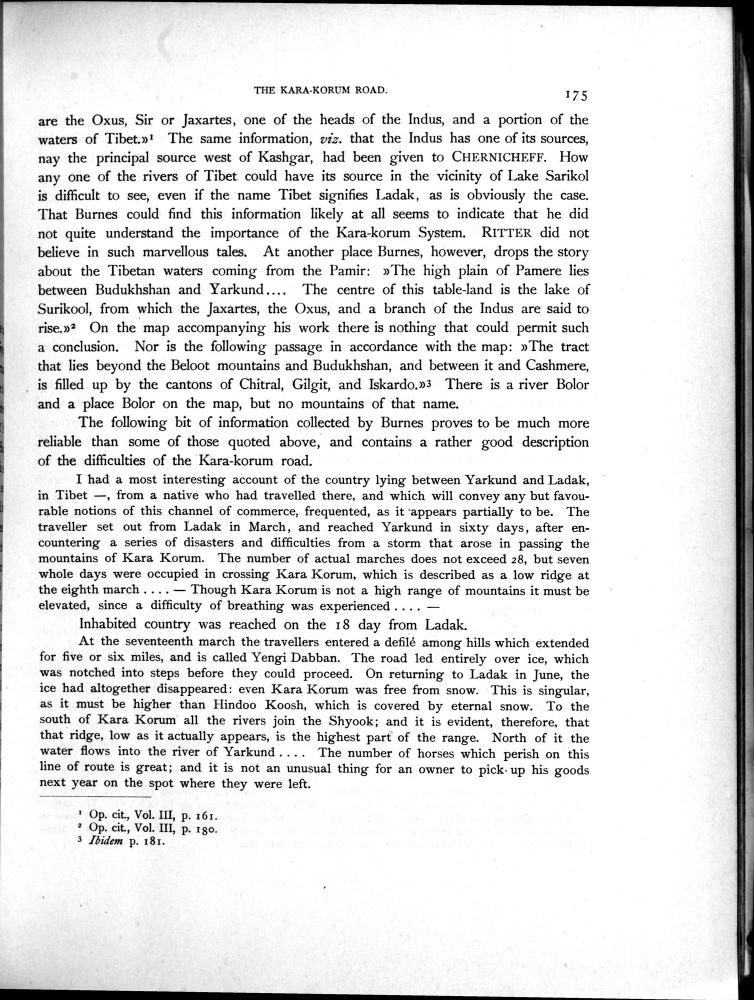 THE KARA-KORUM ROAD.
175
are the Oxus, Sir or Jaxartes, one of the heads of the Indus, and a portion of the
waters of Tibet.»¹ The same information, viz. that the Indus has one of its sources,
nay the principal source west of Kashgar, had been given to CHERNICHEFF. How
any one of the rivers of Tibet could have its source in the vicinity of Lake Sarikol
is difficult to see, even if the name Tibet signifies Ladak, as is obviously the case.
That Burnes could find this information likely at all seems to indicate that he did
not quite understand the importance of the Kara-korum System. RITTER did not
believe in such marvellous tales. At another place Burnes, however, drops the story
about the Tibetan waters coming from the Pamir: »The high plain of Pamere lies
between Budukhshan and Yarkund.... The centre of this table-land is the lake of
Surikool, from which the Jaxartes, the Oxus, and a branch of the Indus are said to
rise.»² On the map accompanying his work there is nothing that could permit such
a conclusion. Nor is the following passage in accordance with the map: »The tract
that lies beyond the Beloot mountains and Budukhshan, and between it and Cashmere,
is filled up by the cantons of Chitral, Gilgit, and Iskardo.»³ There is a river Bolor
and a place Bolor on the map, but no mountains of that name.
The following bit of information collected by Burnes proves to be much more
reliable than some of those quoted above, and contains a rather good description
of the difficulties of the Kara-korum road.
I had a most interesting account of the country lying between Yarkund and Ladak,
in Tibet —, from a native who had travelled there, and which will convey any but favou-
rable notions of this channel of commerce, frequented, as it appears partially to be. The
traveller set out from Ladak in March, and reached Yarkund in sixty days, after en-
countering a series of disasters and difficulties from a storm that arose in passing the
mountains of Kara Korum. The number of actual marches does not exceed 28, but seven
whole days were occupied in crossing Kara Korum, which is described as a low ridge at
the eighth march .... — Though Kara Korum is not a high range of mountains it must be
elevated, since a difficulty of breathing was experienced .... —
Inhabited country was reached on the 18 day from Ladak.
At the seventeenth march the travellers entered a defilé among hills which extended
for five or six miles, and is called Yengi Dabban. The road led entirely over ice, which
was notched into steps before they could proceed. On returning to Ladak in June, the
ice had altogether disappeared: even Kara Korum was free from snow. This is singular,
as it must be higher than Hindoo Koosh, which is covered by eternal snow. To the
south of Kara Korum all the rivers join the Shyook; and it is evident, therefore, that
that ridge, low as it actually appears, is the highest part of the range. North of it the
water flows into the river of Yarkund .... The number of horses which perish on this
line of route is great; and it is not an unusual thing for an owner to pick up his goods
next year on the spot where they were left.
¹ Op. cit., Vol. III, p. 161.
² Op. cit., Vol. III, p. 180.
³ Ibidem p. 181.